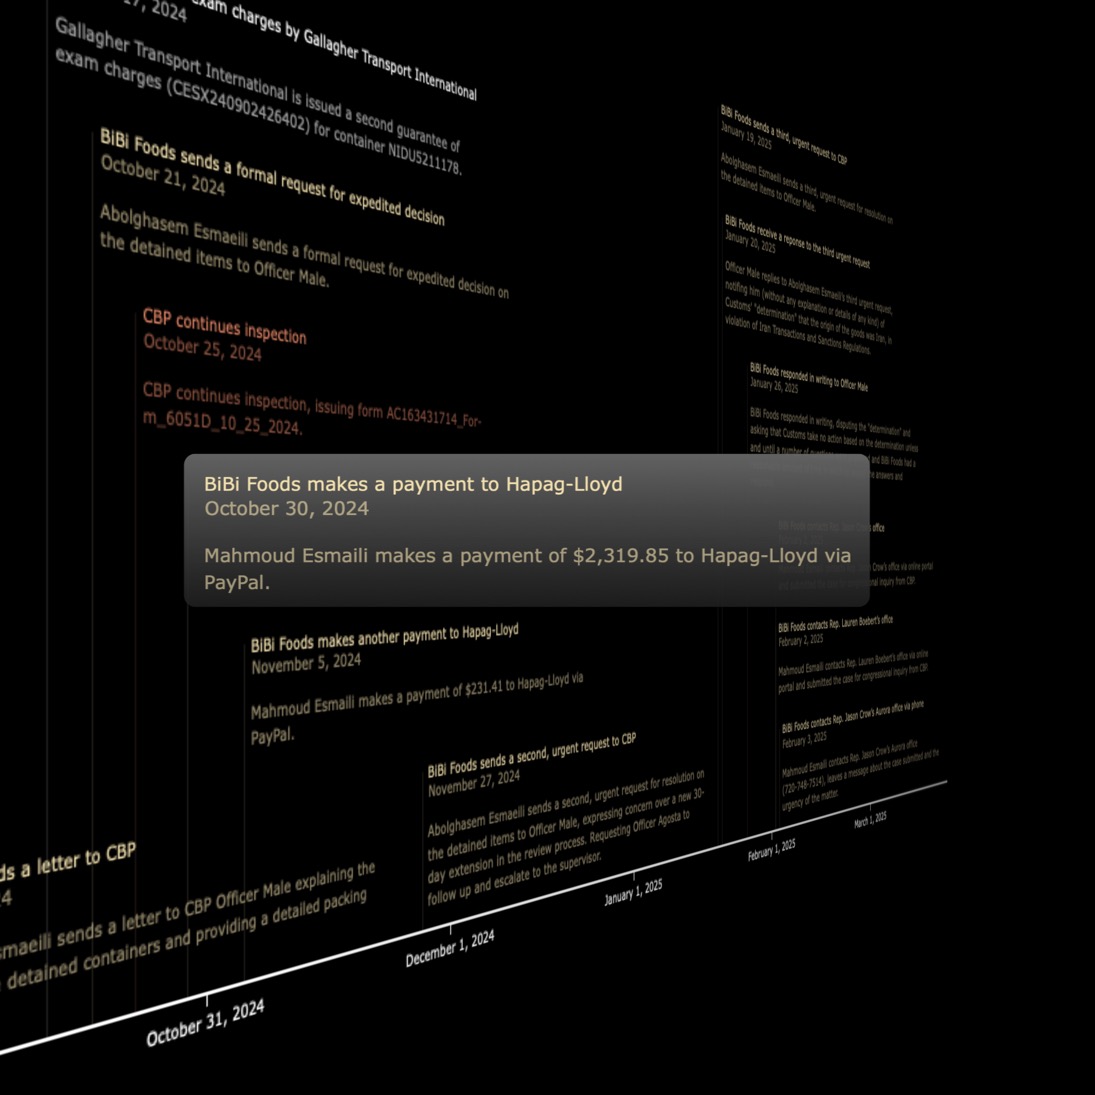 17, 2024
exam charges by Gallagher Transport International
Gallagher Transport International is issued a second guarantee of
exam charges (CESX240902426402) for container NIDU5211178.
BiBi Foods sends a formal request for expedited decision
October 21, 2024
Abolghasem Esmaeili sends a formal request for expedited decision on
the detained items to Officer Male.
CBP continues inspection
October 25, 2024
CBP continues inspection, issuing form AC163431714_For-
m_6051D_10_25_2024.
BiBi Foods makes a payment to Hapag-Lloyd
October 30, 2024
Mahmoud Esmaili makes a payment of $2,319.85 to Hapag-Lloyd via
PayPal.
BiBi Foods makes another payment to Hapag-Lloyd
November 5, 2024
Mahmoud Esmaili makes a payment of $231.41 to Hapag-Lloyd via
PayPal.
ds a letter to CBP
4
smaeili sends a letter to CBP Officer Male explaining the
detained containers and providing a detailed packing
BiBi Foods sends a second, urgent request to CBP
November 27, 2024
Abolghasem Esmaeili sends a second, urgent request for resolution on
the detained items to Officer Male, expressing concern over a new 30-
day extension in the review process. Requesting Officer Agosta to
follow up and escalate to the supervisor.
BiBi Foods sends a third, urgent request to CBP
January 19, 2025
Abolghasem Esmaeili sends a third, urgent request for resolution on
the detained items to Officer Male.
BiBi Foods receive a reponse to the third urgent request
January 20, 2025
Officer Male replies to Abolghasem Esmaeili's third urgent request,
notifing him (without any explanation or details of any kind) of
Customs' "determination" that the origin of the goods was Iran, in
violation of Iran Transactions and Sanctions Regulations.
BiBi Foods responded in writing to Officer Male
January 26, 2025
BiBi Foods responded in writing, disputing the "determination" and
asking that Customs take no action based on the determination unless
and until a number of questions and BiBi Foods had a
answers and
BiBi Foods contacts Rep. Jason Crow's office
Crow's office via online portal
congressional inquiry from CBP.
BiBi Foods contacts Rep. Lauren Boebert's office
February 2, 2025
Mahmoud Esmaili contacts Rep. Lauren Boebert's office via online
portal and submitted the case for congressional inquiry from CBP.
BiBi Foods contacts Rep. Jason Crow's Aurora office via phone
February 3, 2025
Mahmoud Esmaili contacts Rep. Jason Crow's Aurora office
(720-748-7514), leaves a message about the case submitted and the
urgency of the matter.
October 31, 2024
December 1, 2024
January 1, 2025
February 1, 2025
March 1, 2025